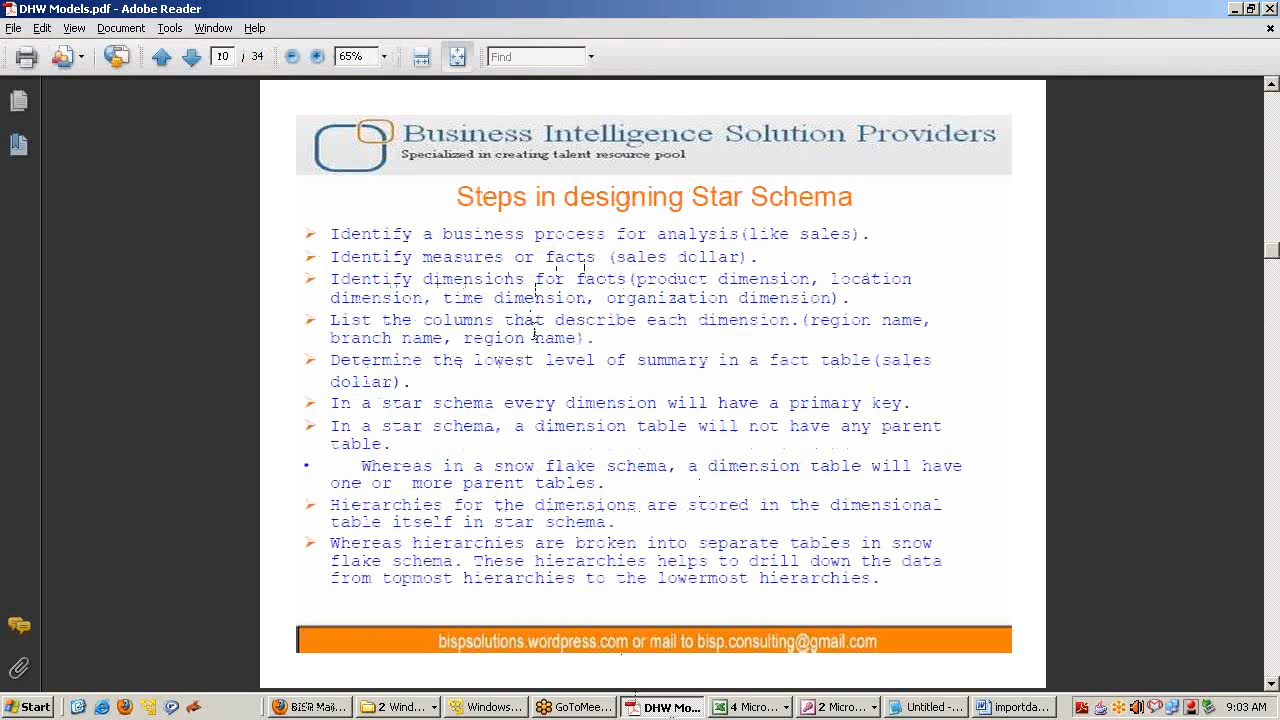 DHW Models.pdf - Adobe Reader
File Edit View Document Tools Window Help
10 / 34 65% Find
Business Intelligence Solution Providers
Specialized in creating talent resource pool
Steps in designing Star Schema
Identify a business process for analysis(like sales).
Identify measures or facts (sales dollar).
Identify dimensions for facts(product dimension, location
dimension, time dimension, organization dimension).
List the columns that describe each dimension.(region name,
branch name, region name).
Determine the lowest level of summary in a fact table(sales
dollar).
In a star schema every dimension will have a primary key.
In a star schema, a dimension table will not have any parent
table.
• Whereas in a snow flake schema, a dimension table will have
one or more parent tables.
Hierarchies for the dimensions are stored in the dimensional
table itself in star schema.
Whereas hierarchies are broken into separate tables in snow
flake schema. These hierarchies helps to drill down the data
from topmost hierarchies to the lowermost hierarchies.
bispsolutions.wordpress.com or mail to bisp.consulting@gmail.com
Start 2 Wind... Windows... GoToMee... DHW Mo... 4 Micro... 2 Micro... Untitled - ... importda... 9:03 AM